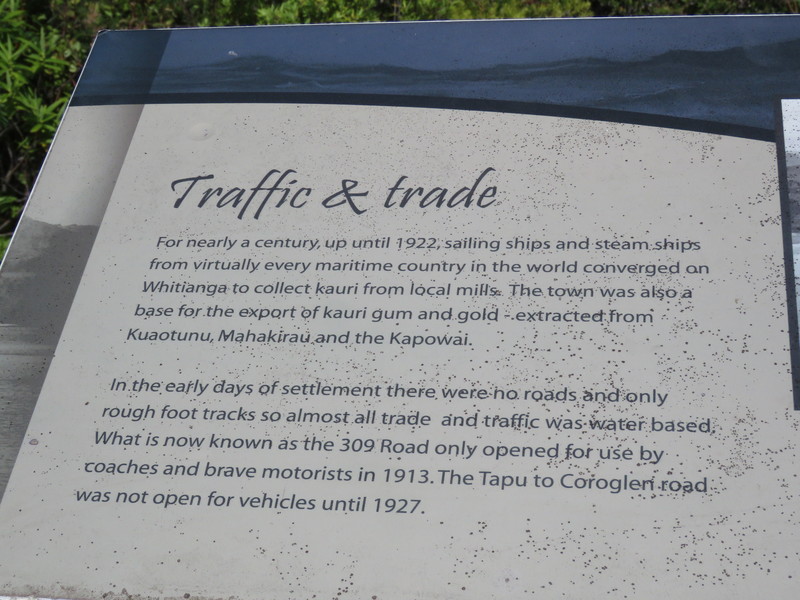 Traffic & trade
For nearly a century, up until 1922, sailing ships and steam ships
from virtually every maritime country in the world converged on
Whitianga to collect kauri from local mills. The town was also a
base for the export of kauri gum and gold - extracted from
Kuaotunu, Mahakirau and the Kapowai.
In the early days of settlement there were no roads and only
rough foot tracks so almost all trade and traffic was water based.
What is now known as the 309 Road only opened for use by
coaches and brave motorists in 1913. The Tapu to Coroglen road
was not open for vehicles until 1927.